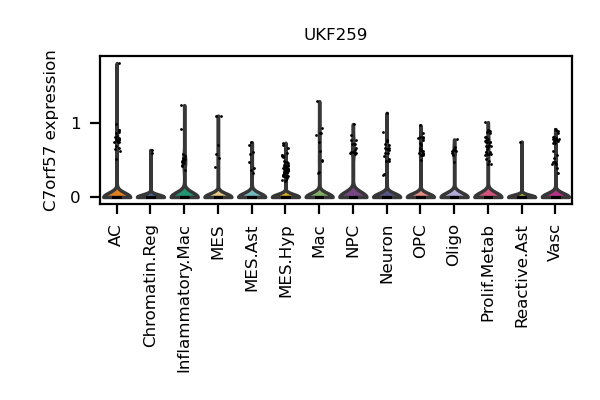 UKF259
C7orf57 expression
1
0
AC
Chromatin.Reg
Inflammatory.Mac
MES
MES.Ast
MES.Hyp
Mac
NPC
Neuron
OPC
Oligo
Prolif.Metab
Reactive.Ast
Vasc